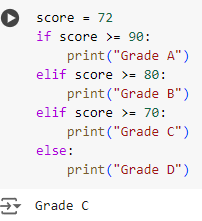 score = 72
if score >= 90:
    print("Grade A")
elif score >= 80:
    print("Grade B")
elif score >= 70:
    print("Grade C")
else:
    print("Grade D")
Grade C